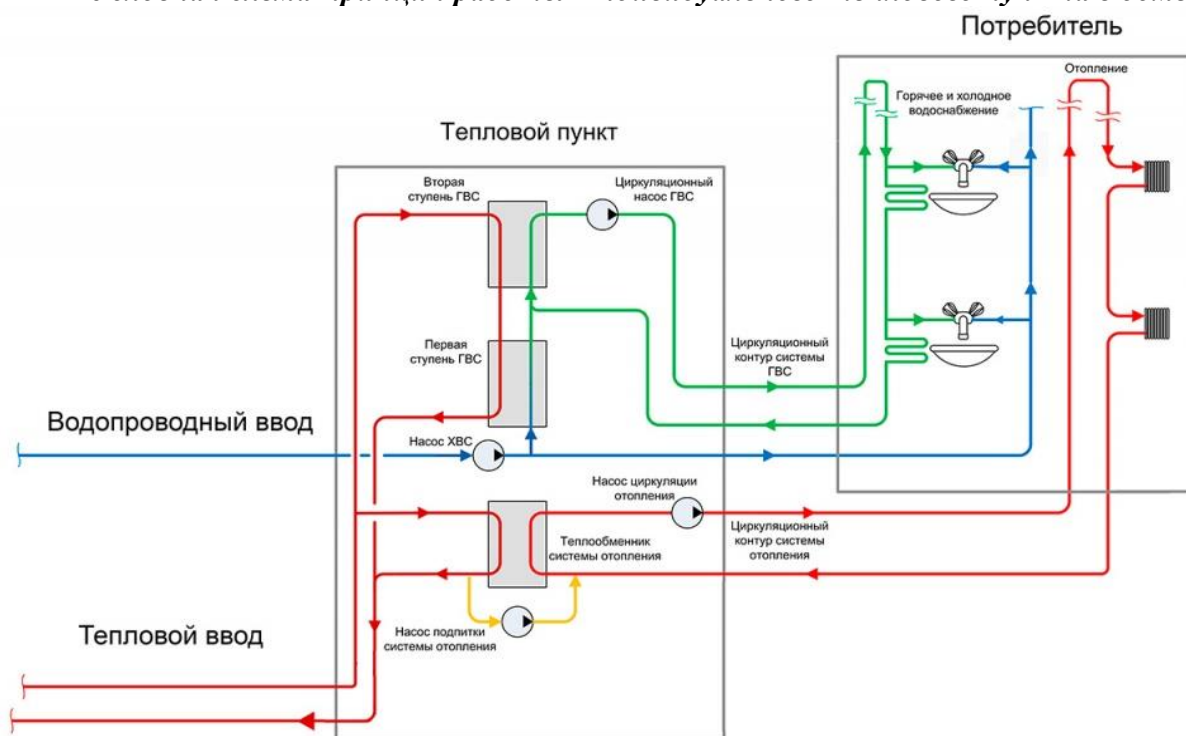 Потребитель
Отопление
Горячее и холодное
водоснабжение
Тепловой пункт
Вторая
ступень ГВС
Циркуляционный
насос ГВС
Первая
ступень ГВС
Циркуляционный
контур системы
ГВС
Водопроводный ввод
Насос ХВС
Насос циркуляции
отопления
Теплообменник
системы отопления
Циркуляционный
контур системы
отопления
Насос подпитки
системы отопления
Тепловой ввод